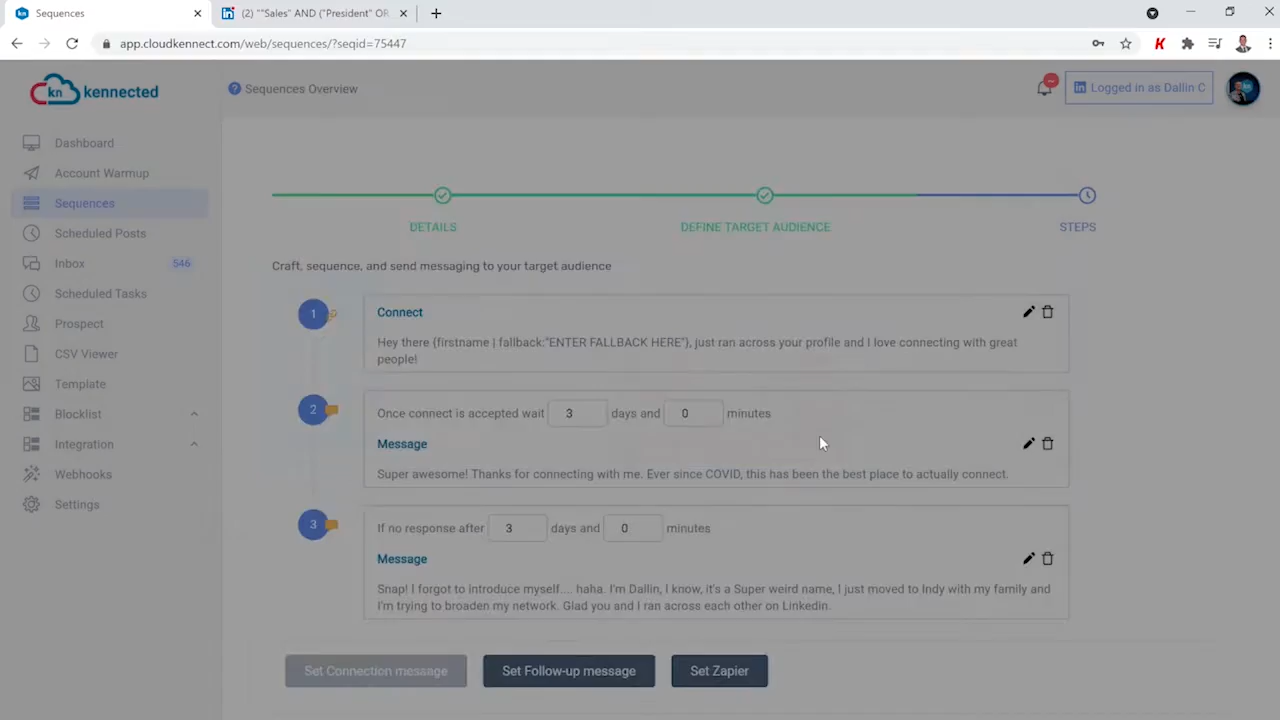 Sequences
(2) ""Sales" AND ("President" OR
app.cloudkennect.com/web/sequences/?seqid=75447
K
kn kennected
Sequences Overview
Logged in as Dallin C
Dashboard
Account Warmup
Sequences
Scheduled Posts
Inbox 546
Scheduled Tasks
Prospect
CSV Viewer
Template
Blocklist
Integration
Webhooks
Settings
DETAILS
DEFINE TARGET AUDIENCE
STEPS
Craft, sequence, and send messaging to your target audience
1
Connect
Hey there {firstname | fallback:"ENTER FALLBACK HERE"}, just ran across your profile and I love connecting with great
people!
2
Once connect is accepted wait 3 days and 0 minutes
Message
Super awesome! Thanks for connecting with me. Ever since COVID, this has been the best place to actually connect.
3
If no response after 3 days and 0 minutes
Message
Snap! I forgot to introduce myself.... haha. I'm Dallin, I know, it's a Super weird name, I just moved to Indy with my family and
I'm trying to broaden my network. Glad you and I ran across each other on LinkedIn.
Set Connection message
Set Follow-up message
Set Zapier